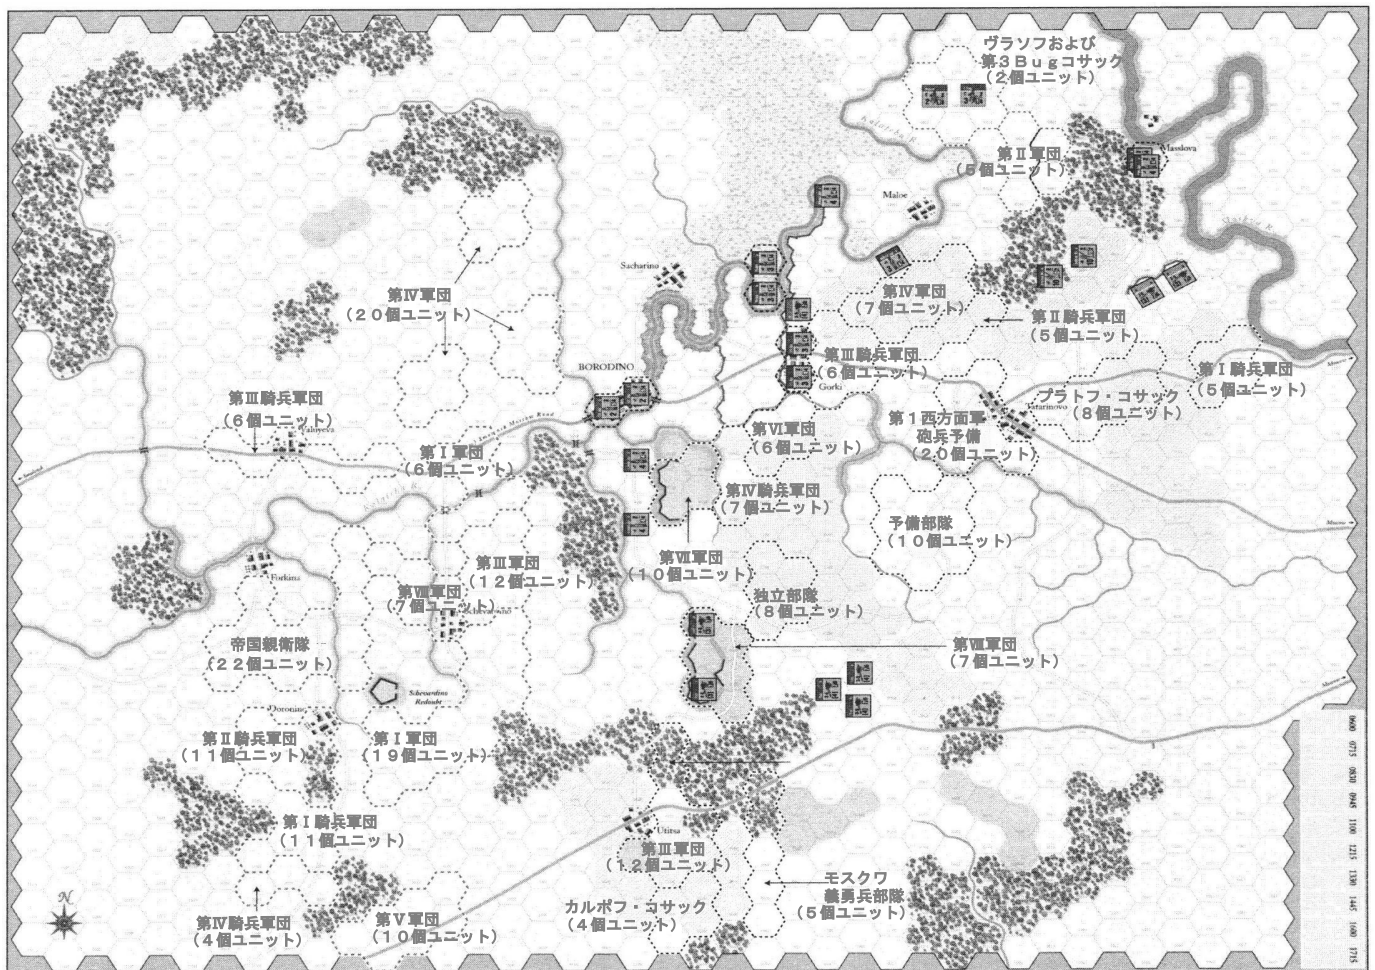 ヴラソフおよび
第３Ｂｕｇコサック
（２個ユニット）
第Ⅱ軍団
（５個ユニット）
Masslova
Maloe
Sacharino
第Ⅳ軍団
（２０個ユニット）
第Ⅳ軍団
（７個ユニット）
第Ⅱ騎兵軍団
（５個ユニット）
BORODINO
第Ⅲ騎兵軍団
（６個ユニット）
Gorki
第Ⅰ騎兵軍団
（５個ユニット）
プラトフ・コサック
（８個ユニット）
第Ⅲ騎兵軍団
（６個ユニット）
第１西方面軍
砲兵予備
（２０個ユニット）
第Ⅵ軍団
（６個ユニット）
第Ⅰ軍団
（６個ユニット）
第Ⅳ騎兵軍団
（７個ユニット）
予備部隊
（１０個ユニット）
第Ⅶ軍団
（１０個ユニット）
第Ⅲ軍団
（１２個ユニット）
第Ⅷ軍団
（７個ユニット）
Forkina
独立部隊
（８個ユニット）
帝国親衛隊
（２２個ユニット）
第Ⅷ軍団
（７個ユニット）
Schevardino
Redoubt
Doronino
第Ⅱ騎兵軍団
（１１個ユニット）
第Ⅰ軍団
（１９個ユニット）
第Ⅰ騎兵軍団
（１１個ユニット）
Utitsa
第Ⅲ軍団
（１２個ユニット）
モスクワ
義勇兵部隊
（５個ユニット）
カルポフ・コサック
（４個ユニット）
第Ⅳ騎兵軍団
（４個ユニット）
第Ⅴ軍団
（１０個ユニット）
N
0600 0715 0830 0945 1100 1215 1330 1445 1600 1715